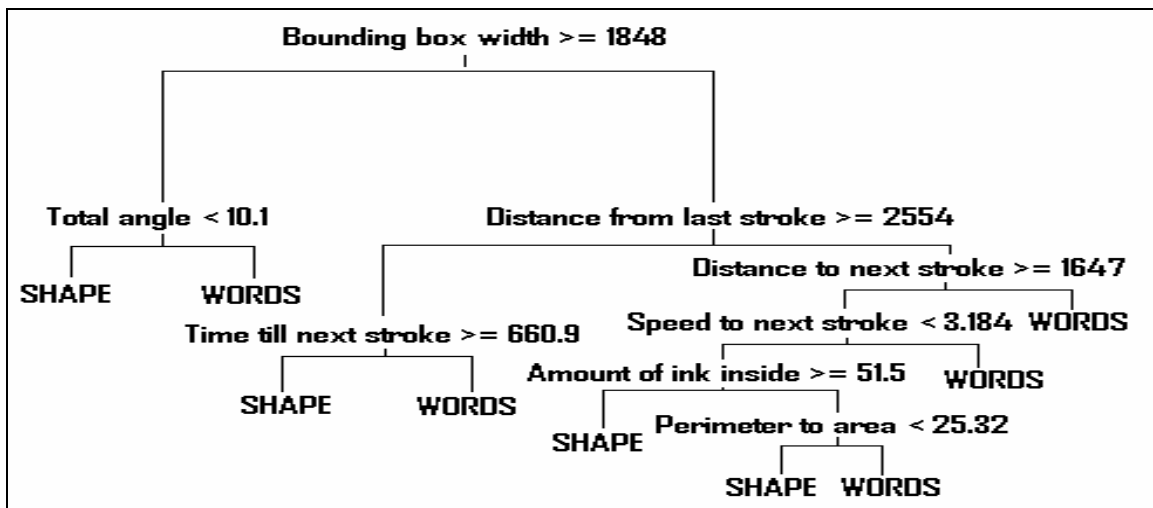 Bounding box width >= 1848
Total angle < 10.1
Distance from last stroke >= 2554
SHAPE
WORDS
Distance to next stroke >= 1647
Time till next stroke >= 660.9
Speed to next stroke < 3.184
WORDS
SHAPE
WORDS
Amount of ink inside >= 51.5
WORDS
SHAPE
Perimeter to area < 25.32
SHAPE
WORDS